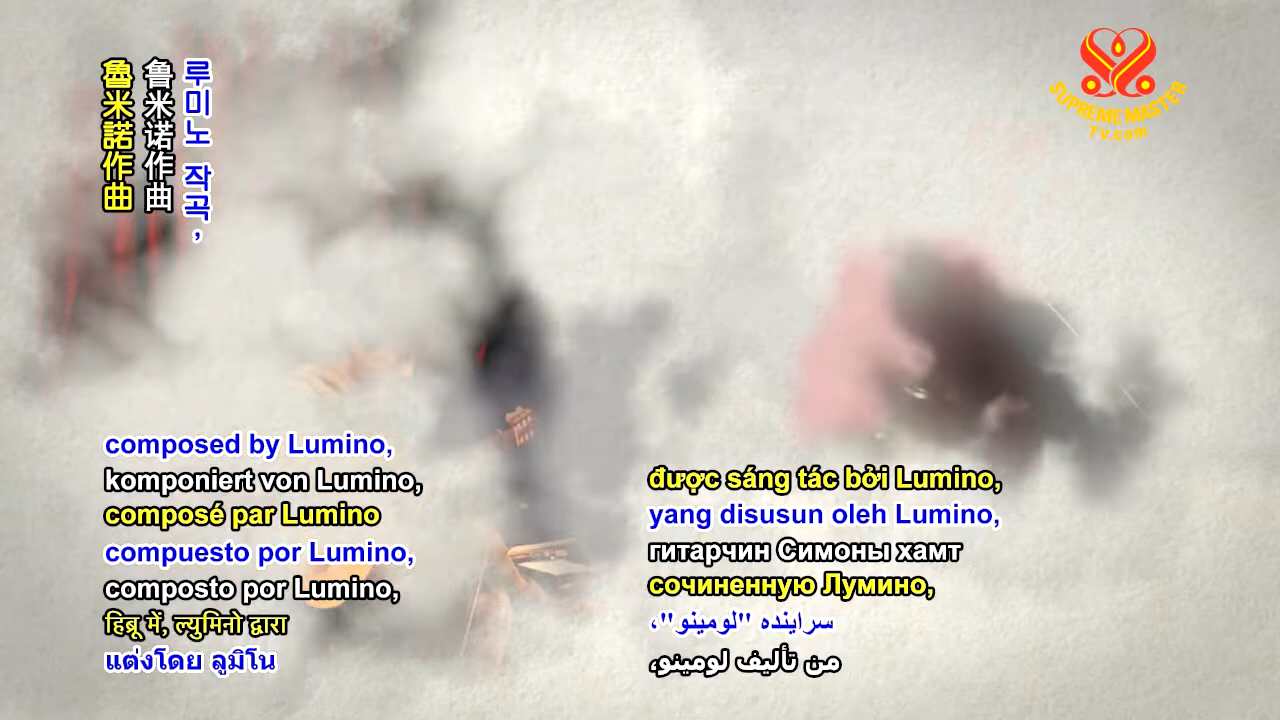 루미노 작곡,
鲁米诺作曲
魯米諾作曲
SUPREME MASTER
TV.com
composed by Lumino,
komponiert von Lumino,
composé par Lumino
compuesto por Lumino,
composto por Lumino,
हिब्रू में, ल्युमिनो द्वारा
แต่งโดย ลูมิโน
được sáng tác bởi Lumino,
yang disusun oleh Lumino,
гитарчин Симоны хамт
сочиненную Лумино,
سراینده "لومینو"،
من تأليف لومينو،